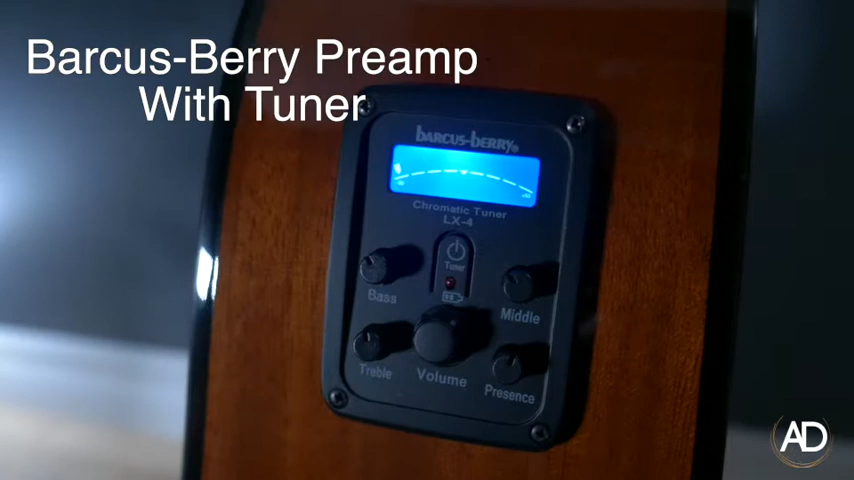 Barcus-Berry Preamp
With Tuner
BARCUS-BERRY®
Chromatic Tuner
LX-4
Tuner
Bass
Middle
Treble
Volume
Presence
AD